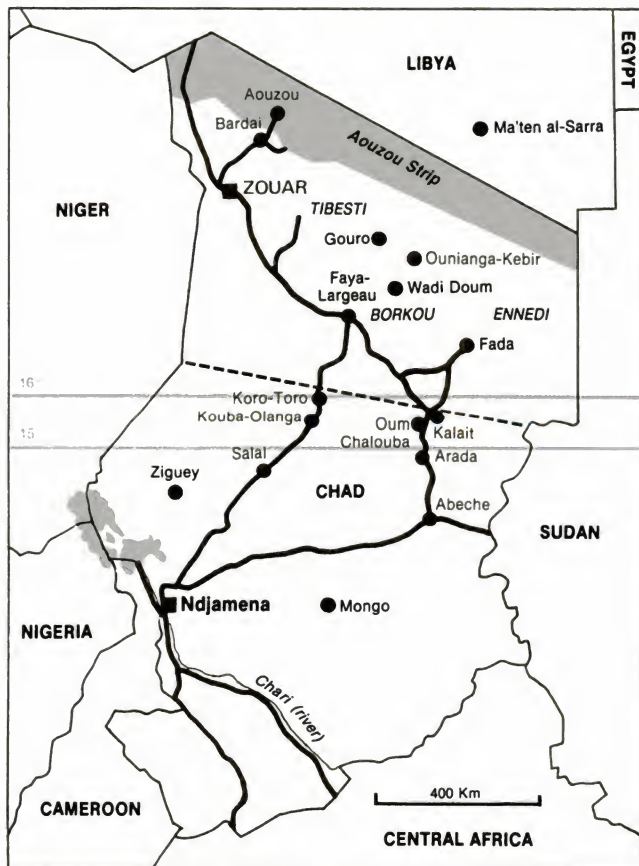 EGYPT
LIBYA
Aouzou
Ma'ten al-Sarra
Bardai
Aouzou Strip
ZOUAR
NIGER
TIBESTI
Gouro
Ounianga-Kebir
Faya-
Largeau
Wadi Doum
BORKOU
ENNEDI
Fada
16°
Koro-Toro
Kouba-Olanga
Oum
Chalouba
Kalait
15
Salal
Arada
Ziguey
CHAD
Abeche
SUDAN
Ndjamena
Mongo
NIGERIA
Chari (river)
400 Km
CAMEROON
CENTRAL AFRICA